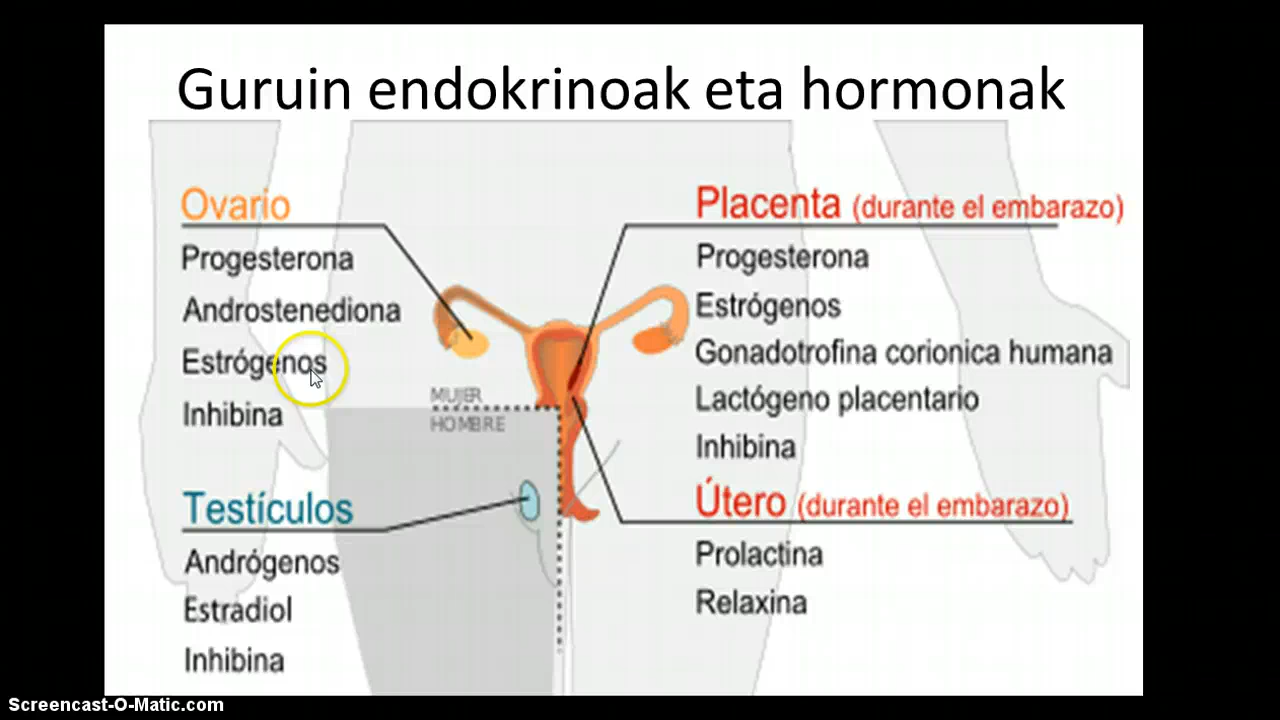 Guruin endokrinoak eta hormonak
Ovario
Progesterona
Androstenediona
Estrógenos
Inhibina
MUJER
HOMBRE
Testículos
Andrógenos
Estradiol
Inhibina
Placenta (durante el embarazo)
Progesterona
Estrógenos
Gonadotrofina corionica humana
Lactógeno placentario
Inhibina
Útero (durante el embarazo)
Prolactina
Relaxina
Screencast-O-Matic.com